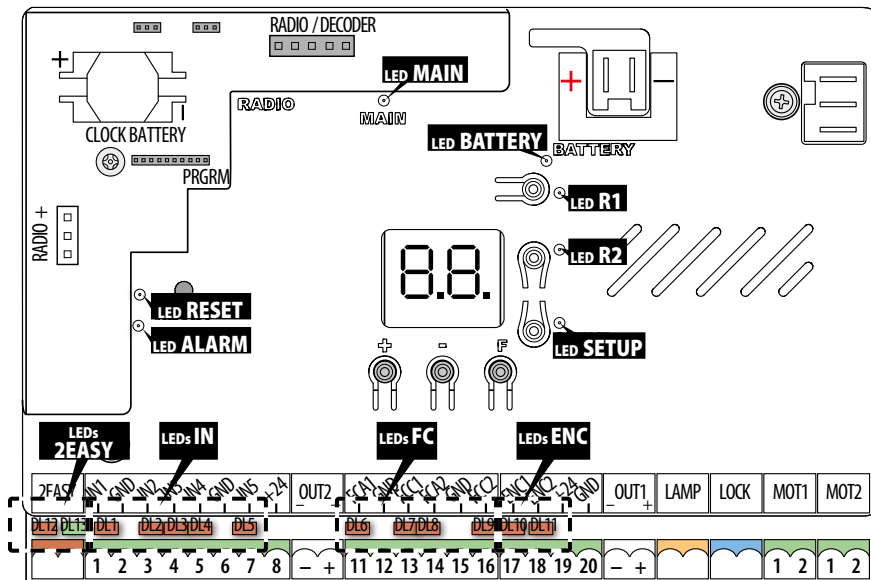 RADIO / DECODER
LED MAIN
+
-
+
-
RADIO
MAIN
CLOCK BATTERY
LED BATTERY
BATTERY
PRGRM
LED R1
RADIO +
LED R2
8.8.
LED RESET
LED ALARM
LED SETUP
+
-
F
LEDs 2EASY
LEDs IN
LEDs FC
LEDs ENC
2EASY
IN1
GND
IN2
IN3
IN4
GND
IN5
+24
OUT2
- +
FCA1
GND
FCC1
FCA2
GND
FCC2
ENC1
ENC2
+24
GND
OUT1
- +
LAMP
LOCK
MOT1
MOT2
DL12 DL13 DL1 DL2 DL3 DL4 DL5 DL6 DL7 DL8 DL9 DL10 DL11
1 2 3 4 5 6 7 8 - + 11 12 13 14 15 16 17 18 19 20 - + 1 2 1 2